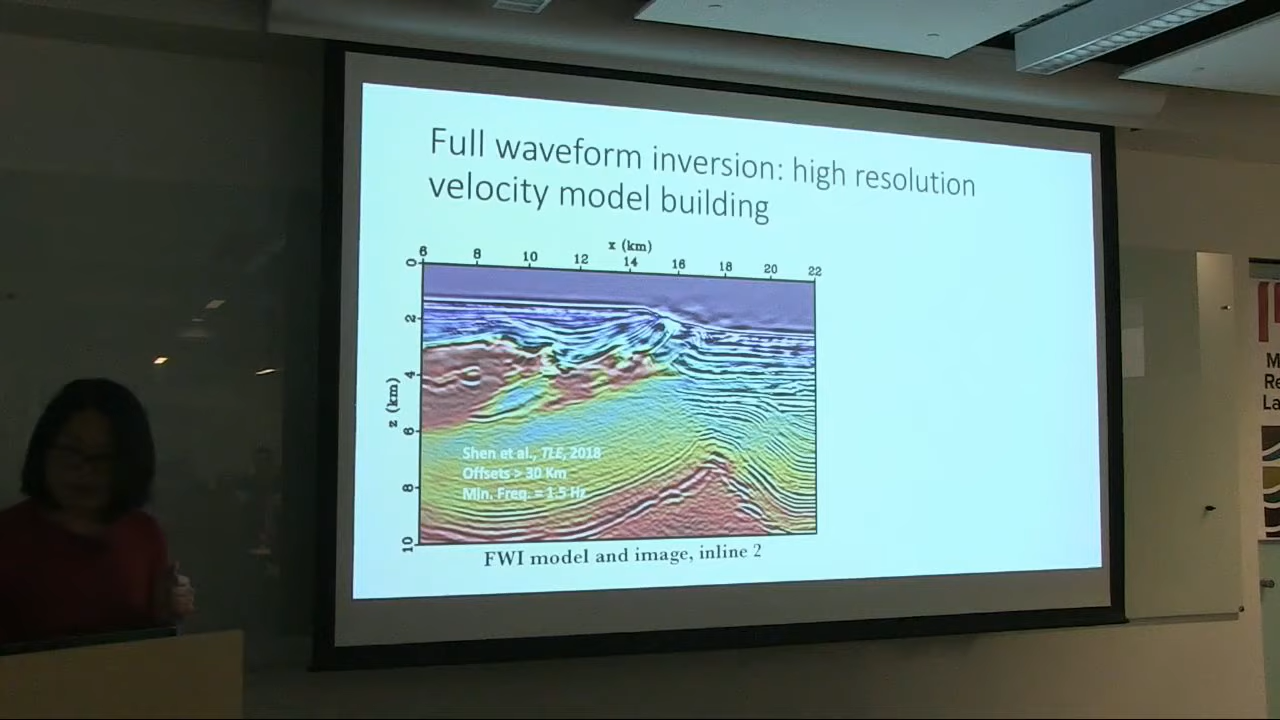 Full waveform inversion: high resolution
velocity model building
x (km)
6 8 10 12 14 16 18 20 22
0
2
4
6
8
10
z (km)
Shen et al., TLE, 2018
Offsets > 30 Km
Min. Freq. = 1.5 Hz
FWI model and image, inline 2
M
Re
La